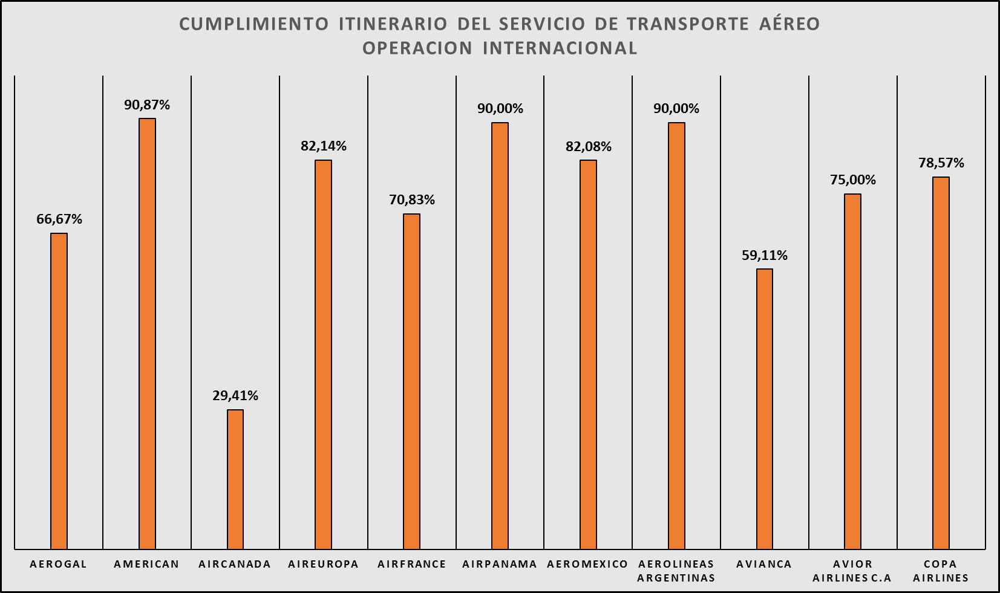 CUMPLIMIENTO ITINERARIO DEL SERVICIO DE TRANSPORTE AÉREO
OPERACION INTERNACIONAL
66,67%
90,87%
29,41%
82,14%
70,83%
90,00%
82,08%
90,00%
59,11%
75,00%
78,57%
AEROGAL
AMERICAN
AIRCANADA
AIREUROPA
AIRFRANCE
AIRPANAMA
AEROMEXICO
AEROLINEAS
ARGENTINAS
AVIANCA
AVIOR
AIRLINES C.A
COPA
AIRLINES